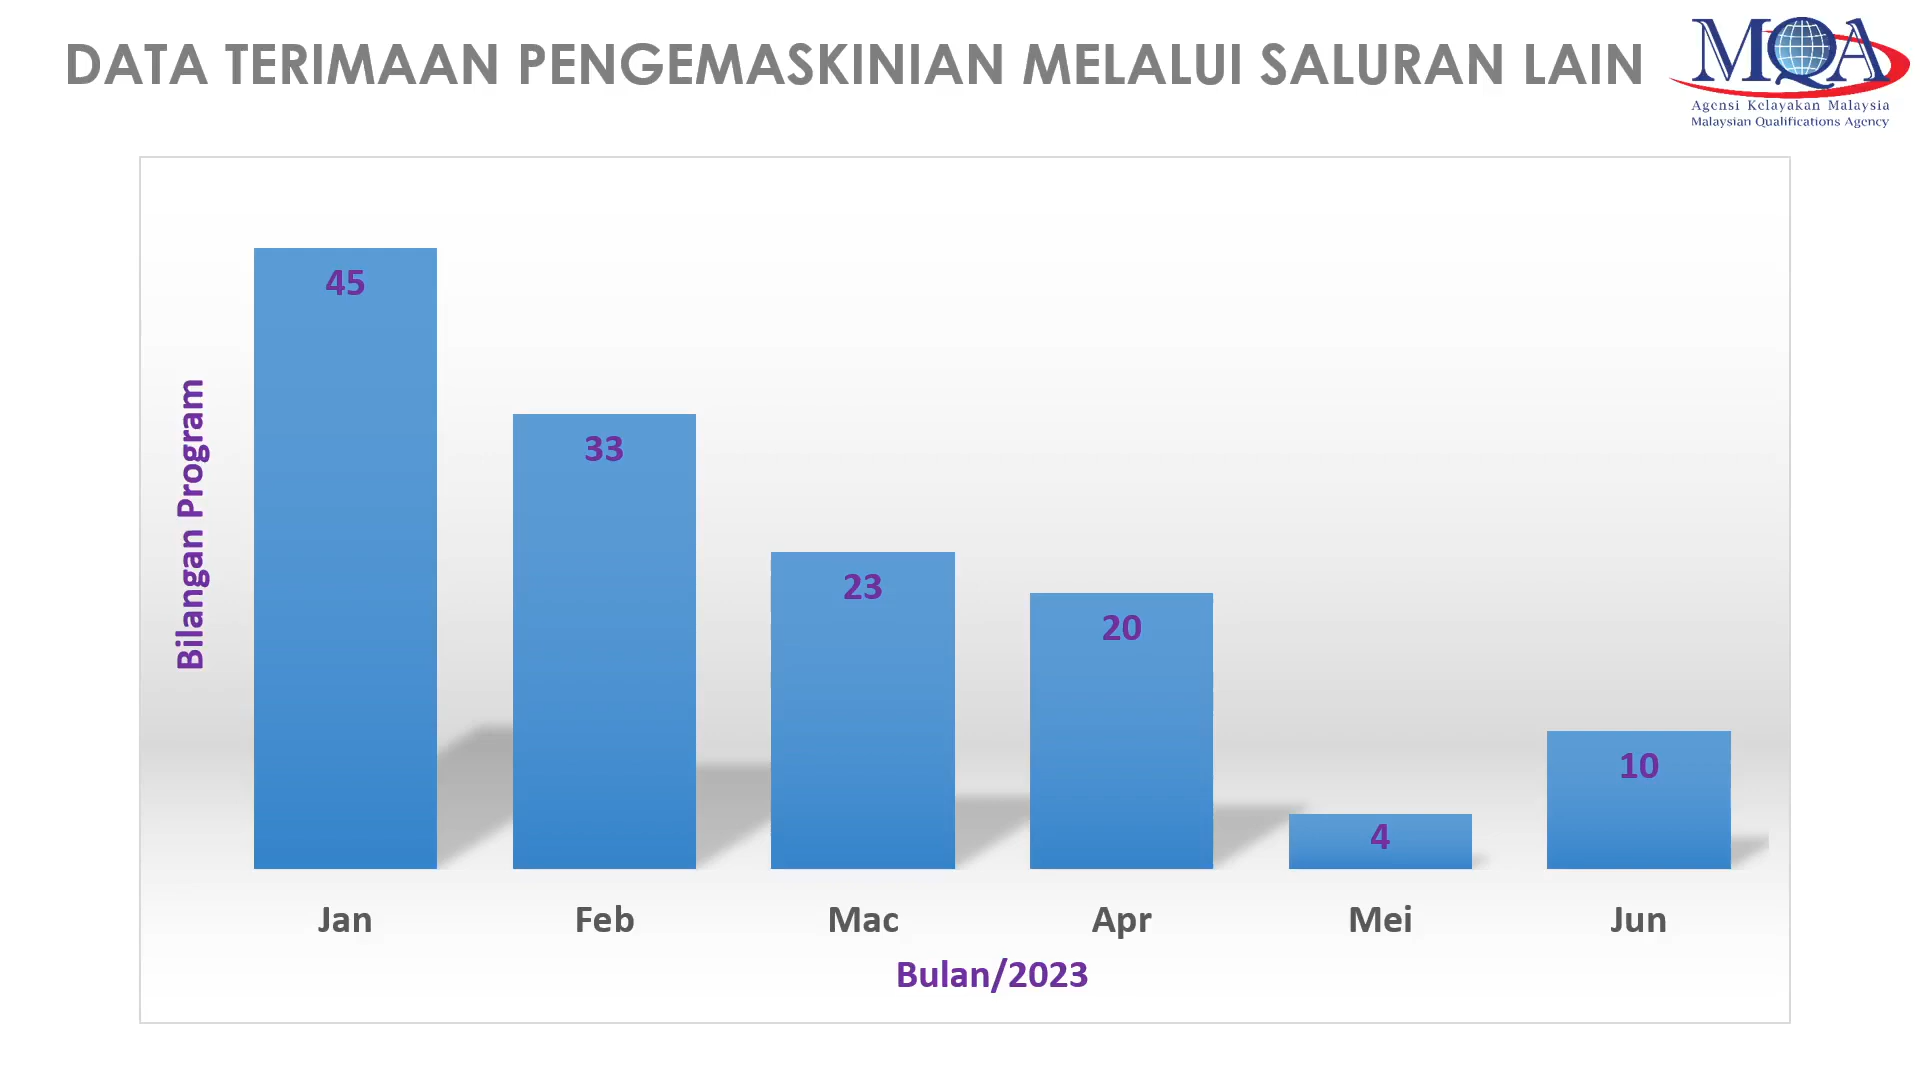 DATA TERIMAAN PENGEMASKINIAN MELALUI SALURAN LAIN
MQA
Agensi Kelayakan Malaysia
Malaysian Qualifications Agency
Bilangan Program
45
33
23
20
4
10
Jan
Feb
Mac
Apr
Mei
Jun
Bulan/2023